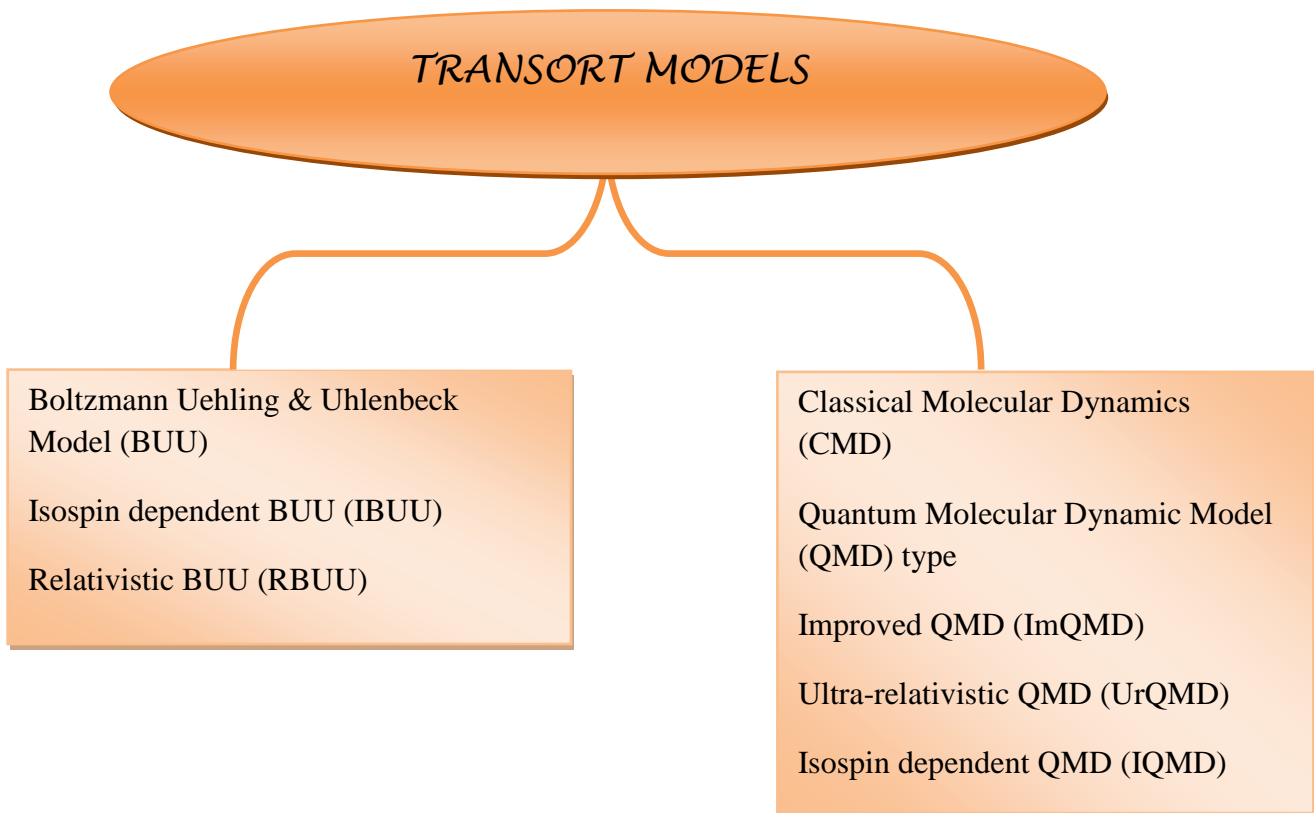 TRANSORT MODELS
Boltzmann Uehling & Uhlenbeck
Model (BUU)
Isospin dependent BUU (IBUU)
Relativistic BUU (RBUU)
Classical Molecular Dynamics
(CMD)
Quantum Molecular Dynamic Model
(QMD) type
Improved QMD (ImQMD)
Ultra-relativistic QMD (UrQMD)
Isospin dependent QMD (IQMD)